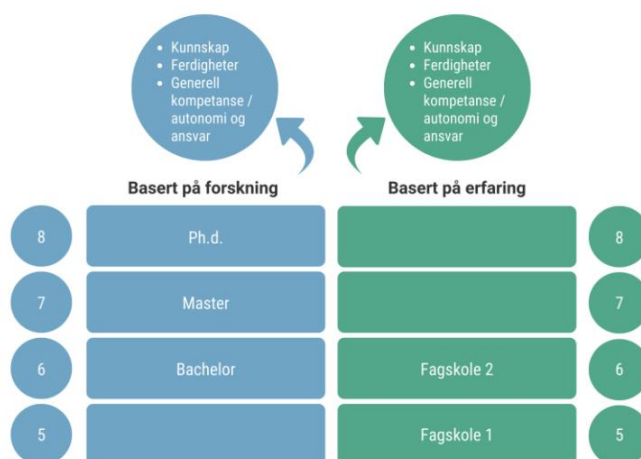 • Kunnskap
• Ferdigheter
• Generell
kompetanse /
autonomi og
ansvar
• Kunnskap
• Ferdigheter
• Generell
kompetanse /
autonomi og
ansvar
Basert på forskning
Basert på erfaring
8
Ph.d.
8
7
Master
7
6
Bachelor
Fagskole 2
6
5
Fagskole 1
5